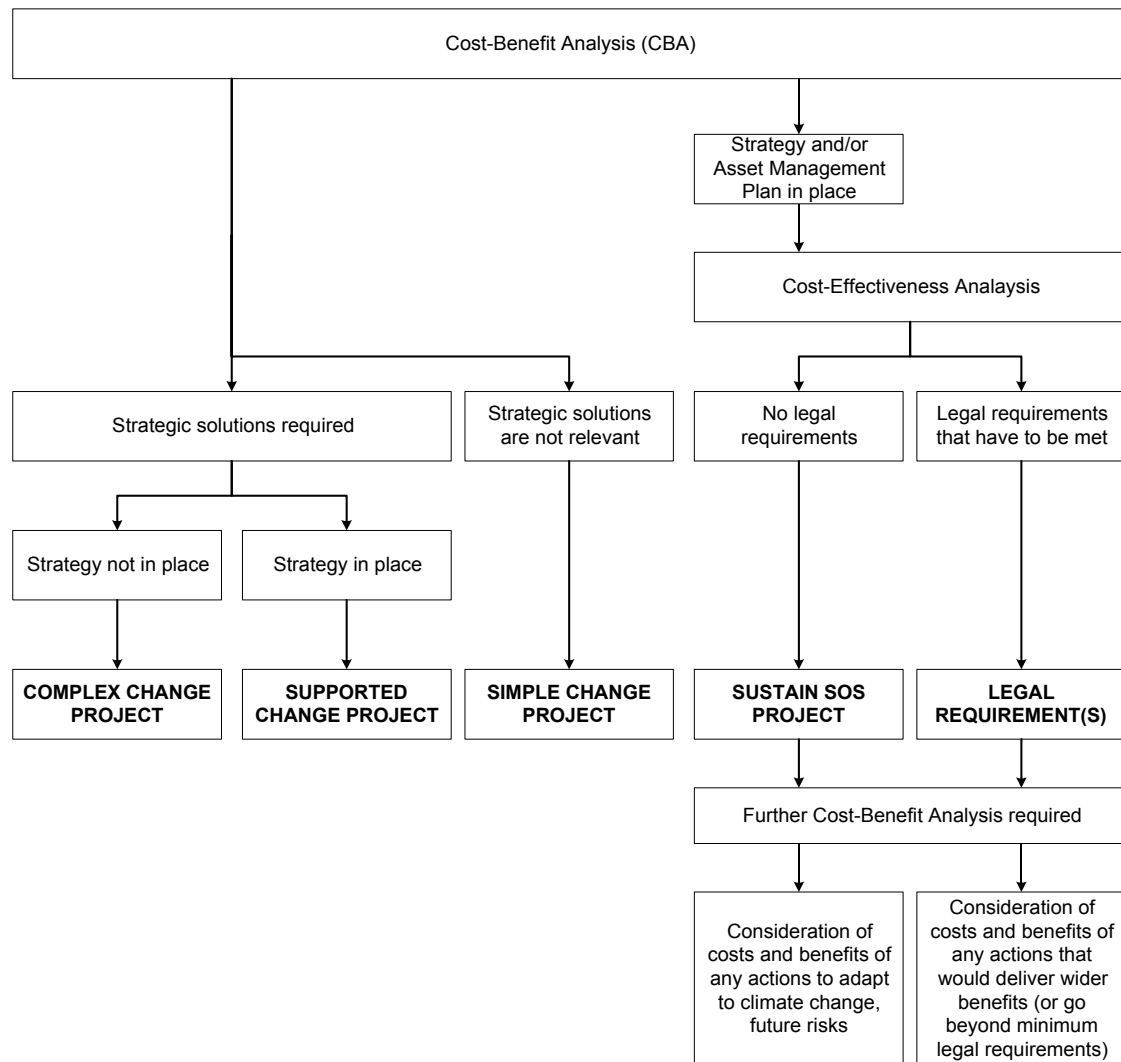 Cost-Benefit Analysis (CBA)
Strategy and/or
Asset Management
Plan in place
Cost-Effectiveness Analaysis
Strategic solutions required
Strategic solutions
are not relevant
No legal
requirements
Legal requirements
that have to be met
Strategy not in place
Strategy in place
COMPLEX CHANGE
PROJECT
SUPPORTED
CHANGE PROJECT
SIMPLE CHANGE
PROJECT
SUSTAIN SOS
PROJECT
LEGAL
REQUIREMENT(S)
Further Cost-Benefit Analysis required
Consideration of
costs and benefits of
any actions to adapt
to climate change,
future risks
Consideration of
costs and benefits of
any actions that
would deliver wider
benefits (or go
beyond minimum
legal requirements)